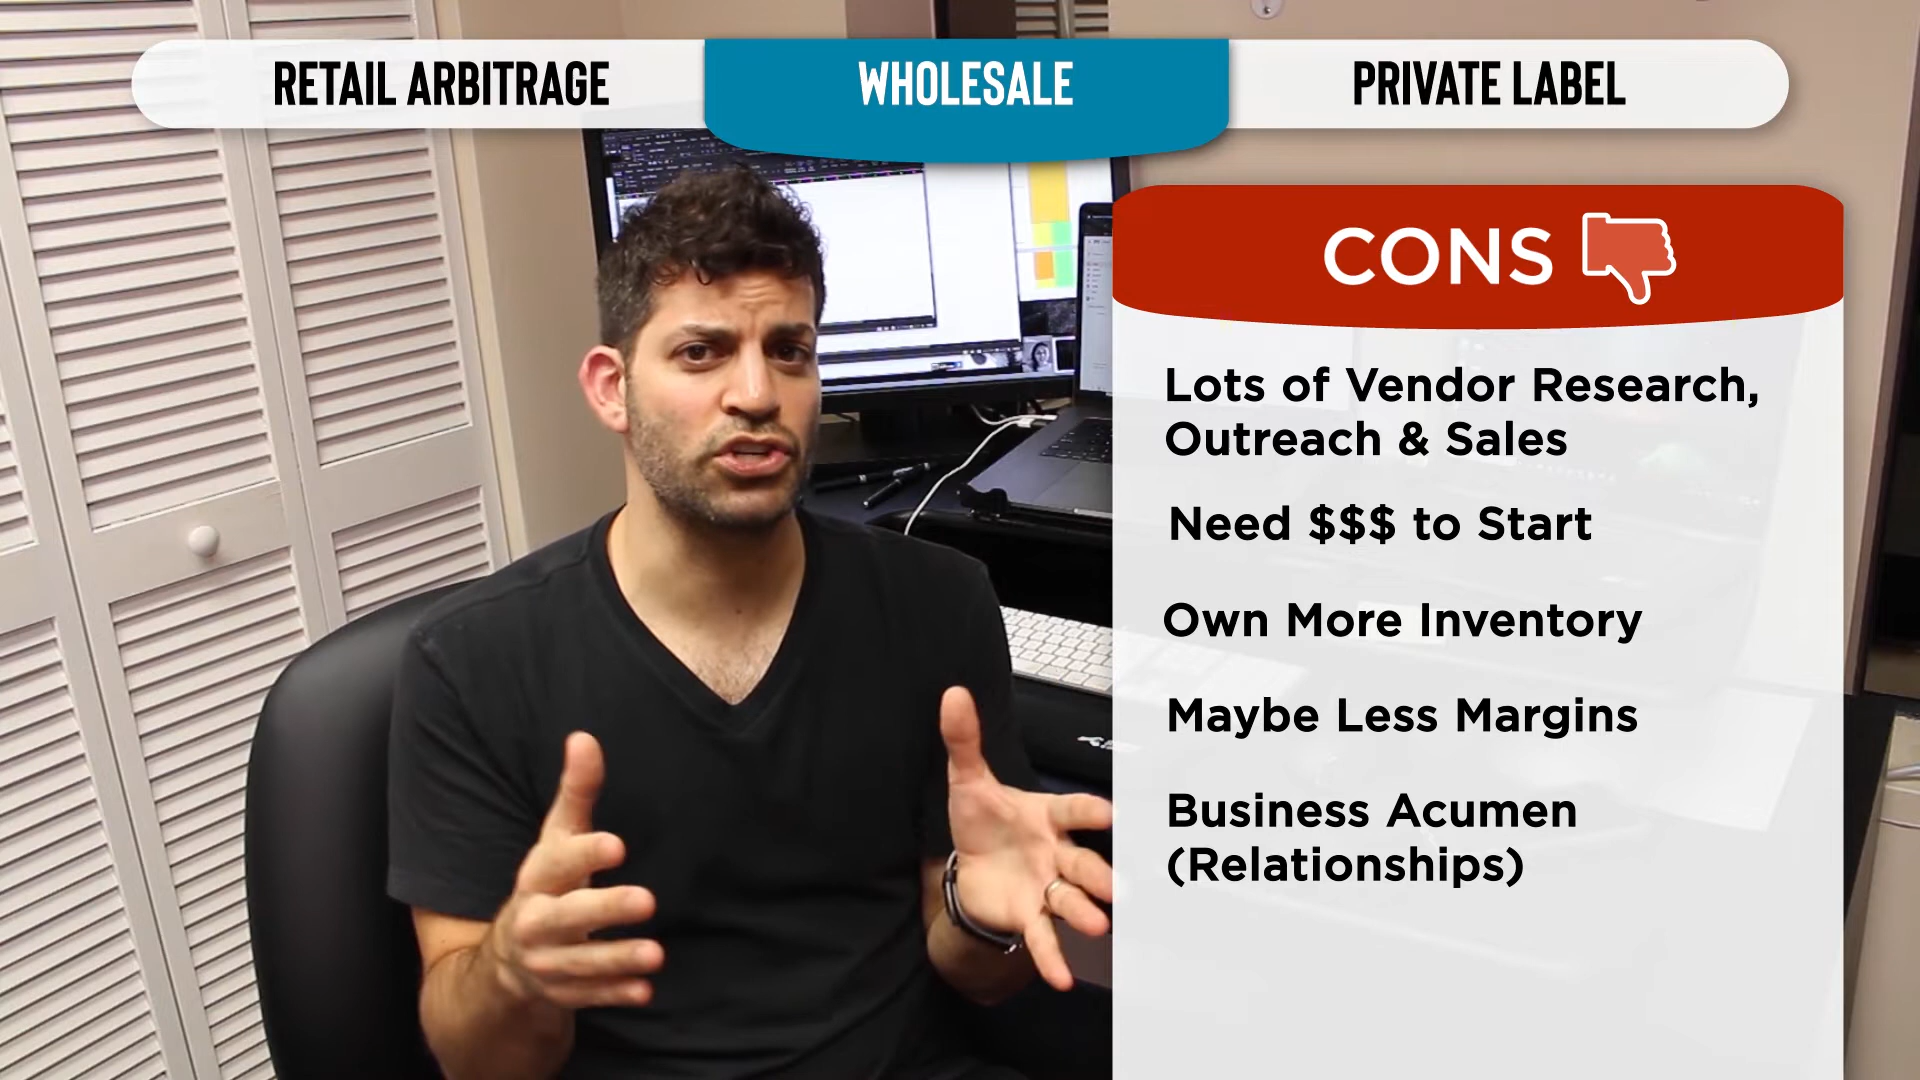 RETAIL ARBITRAGE
WHOLESALE
PRIVATE LABEL
CONS
Lots of Vendor Research,
Outreach & Sales
Need $$$ to Start
Own More Inventory
Maybe Less Margins
Business Acumen
(Relationships)